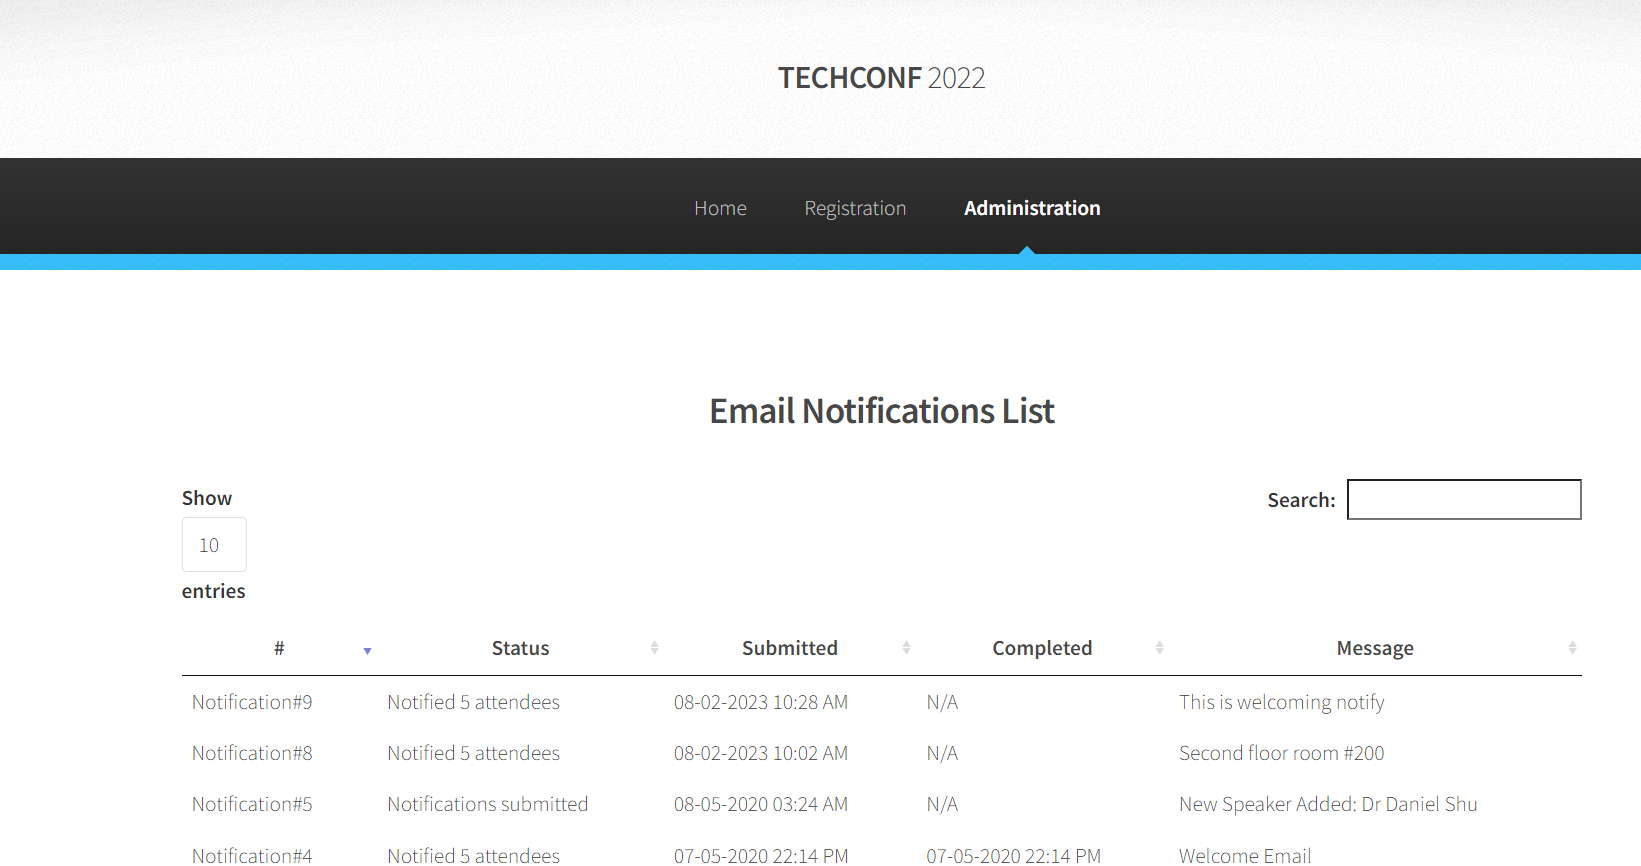 TECHCONF 2022
Home Registration Administration
Email Notifications List
Show
10
entries
Search:
# Status Submitted Completed Message
Notification#9 Notified 5 attendees 08-02-2023 10:28 AM N/A This is welcoming notify
Notification#8 Notified 5 attendees 08-02-2023 10:02 AM N/A Second floor room #200
Notification#5 Notifications submitted 08-05-2020 03:24 AM N/A New Speaker Added: Dr Daniel Shu
Notification#4 Notified 5 attendees 07-05-2020 22:14 PM 07-05-2020 22:14 PM Welcome Email